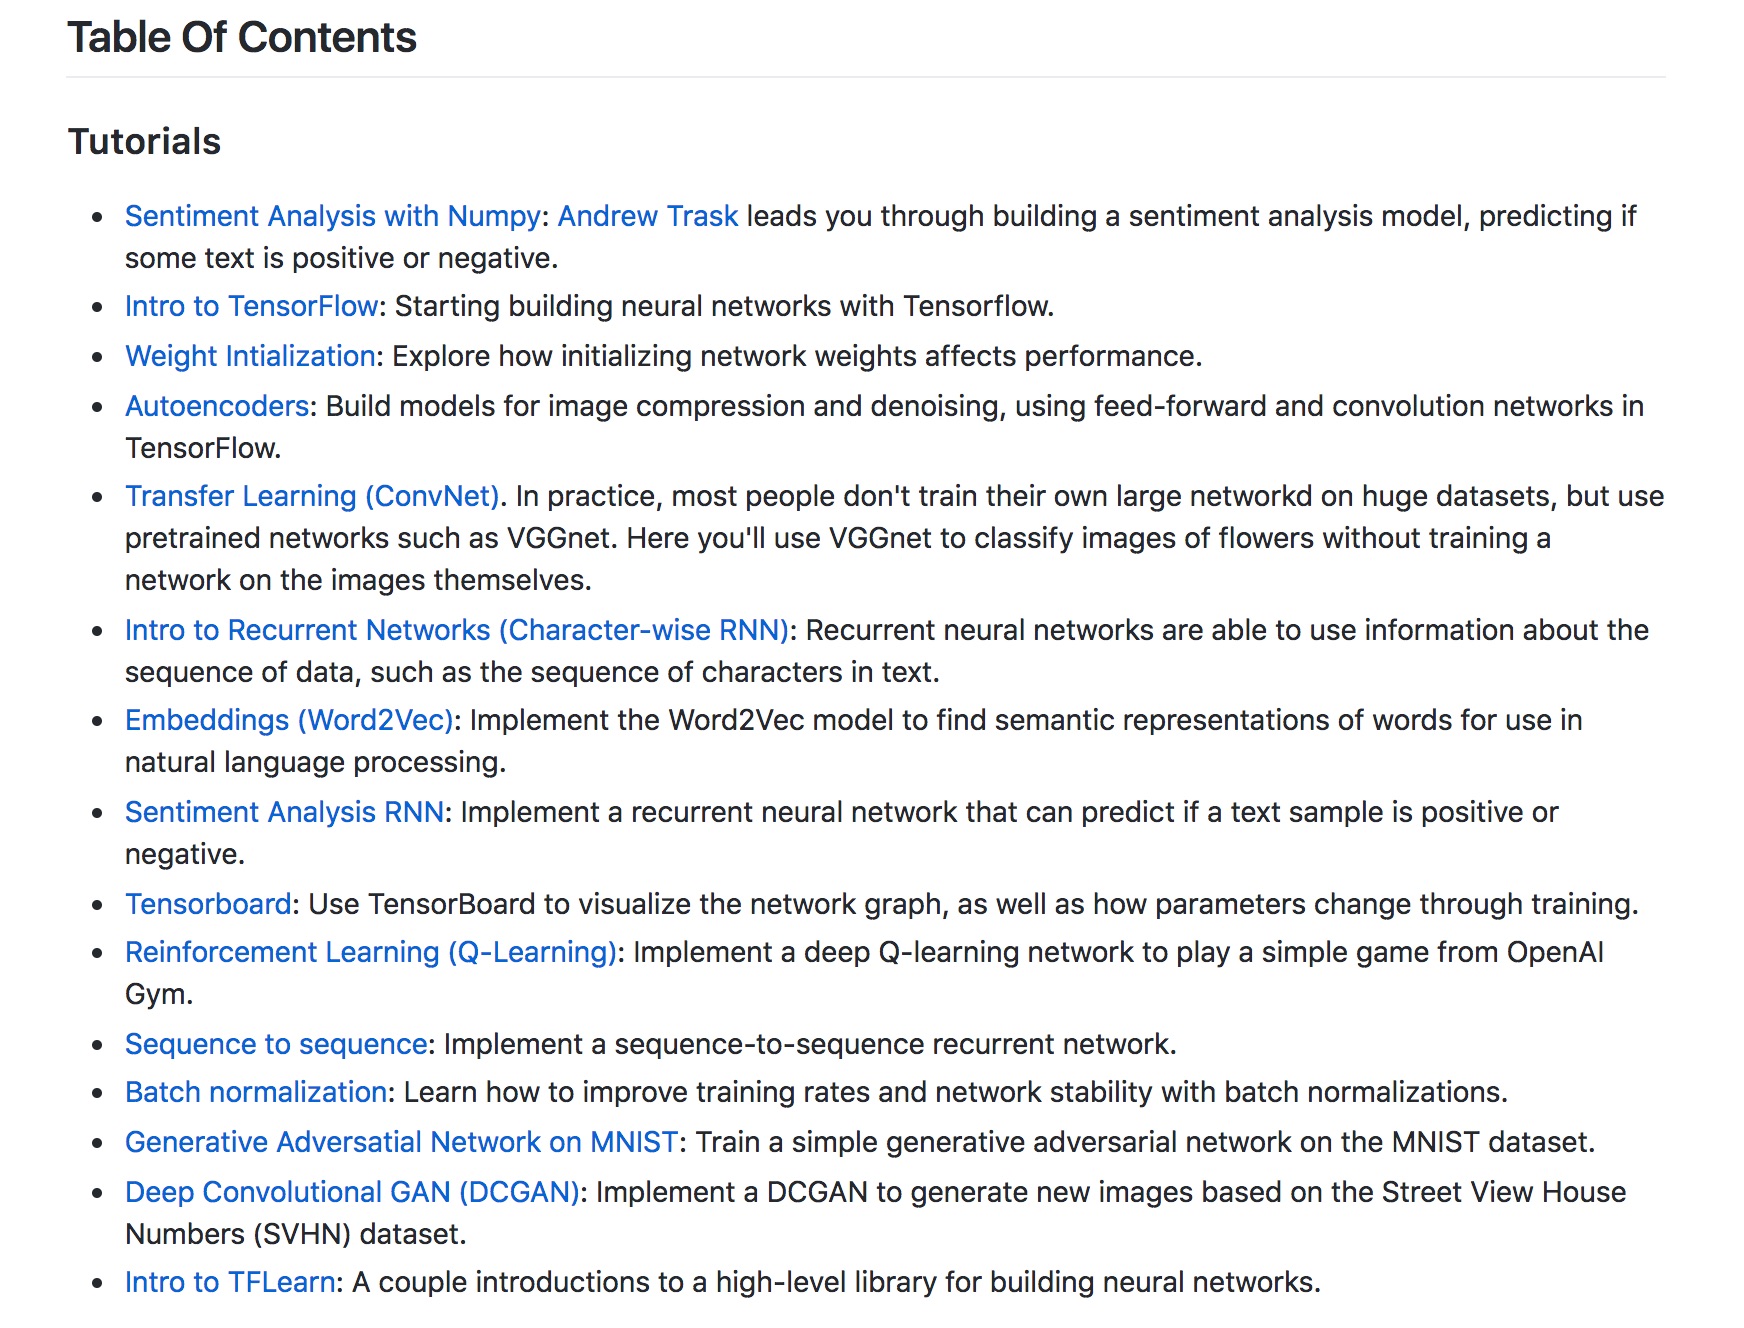 Table Of Contents
Tutorials
• Sentiment Analysis with Numpy: Andrew Trask leads you through building a sentiment analysis model, predicting if
some text is positive or negative.
• Intro to TensorFlow: Starting building neural networks with Tensorflow.
• Weight Intialization: Explore how initializing network weights affects performance.
• Autoencoders: Build models for image compression and denoising, using feed-forward and convolution networks in
TensorFlow.
• Transfer Learning (ConvNet). In practice, most people don't train their own large networkd on huge datasets, but use
pretrained networks such as VGGnet. Here you'll use VGGnet to classify images of flowers without training a
network on the images themselves.
• Intro to Recurrent Networks (Character-wise RNN): Recurrent neural networks are able to use information about the
sequence of data, such as the sequence of characters in text.
• Embeddings (Word2Vec): Implement the Word2Vec model to find semantic representations of words for use in
natural language processing.
• Sentiment Analysis RNN: Implement a recurrent neural network that can predict if a text sample is positive or
negative.
• Tensorboard: Use TensorBoard to visualize the network graph, as well as how parameters change through training.
• Reinforcement Learning (Q-Learning): Implement a deep Q-learning network to play a simple game from OpenAI
Gym.
• Sequence to sequence: Implement a sequence-to-sequence recurrent network.
• Batch normalization: Learn how to improve training rates and network stability with batch normalizations.
• Generative Adversatial Network on MNIST: Train a simple generative adversarial network on the MNIST dataset.
• Deep Convolutional GAN (DCGAN): Implement a DCGAN to generate new images based on the Street View House
Numbers (SVHN) dataset.
• Intro to TFLearn: A couple introductions to a high-level library for building neural networks.